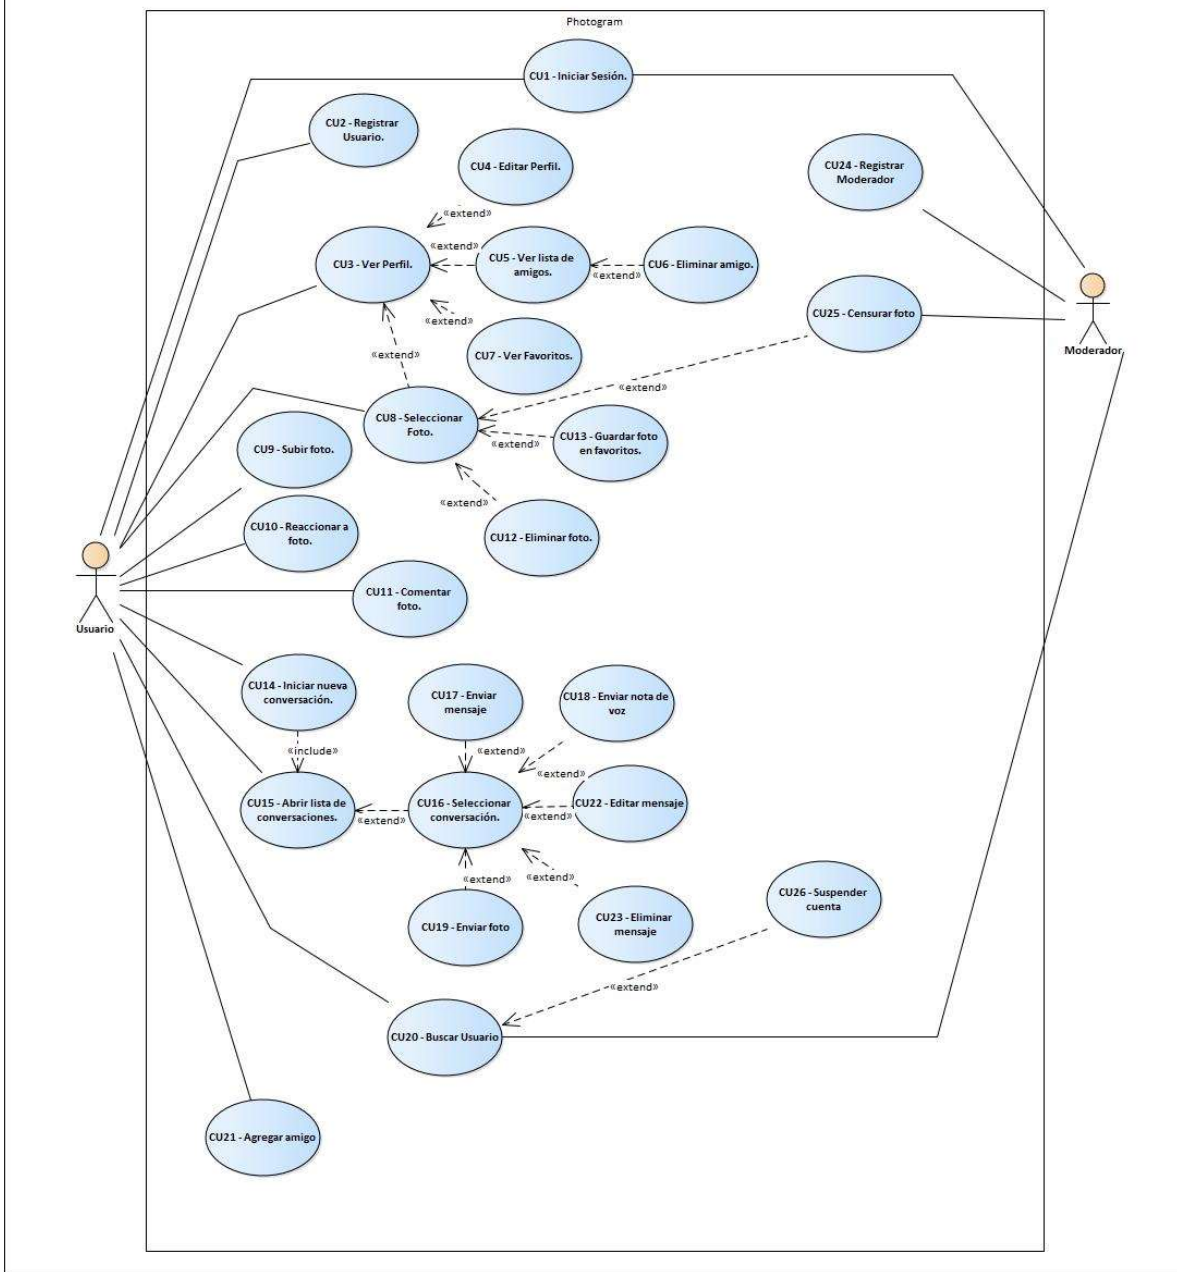 Photogram
CU1 - Iniciar Sesión.
CU2 - Registrar
Usuario.
CU4 - Editar Perfil.
CU24 - Registrar
Moderador
«extend»
CU3 - Ver Perfil.
«extend»
CU5 - Ver lista de
amigos.
«extend»
CU6 - Eliminar amigo.
«extend»
CU7 - Ver Favoritos.
CU25 - Censurar foto
Moderador
«extend»
«extend»
CU8 - Seleccionar
Foto.
«extend»
CU13 - Guardar foto
en favoritos.
CU9 - Subir foto.
«extend»
CU12 - Eliminar foto.
CU10 - Reaccionar a
foto.
CU11 - Comentar
foto.
Usuario
CU14 - Iniciar nueva
conversación.
CU17 - Enviar
mensaje
CU18 - Enviar nota de
voz
«include»
«extend»
«extend»
CU15 - Abrir lista de
conversaciones.
«extend»
CU16 - Seleccionar
conversación.
«extend»
CU22 - Editar mensaje
«extend»
«extend»
CU19 - Enviar foto
CU23 - Eliminar
mensaje
CU26 - Suspender
cuenta
«extend»
CU20 - Buscar Usuario
CU21 - Agregar amigo